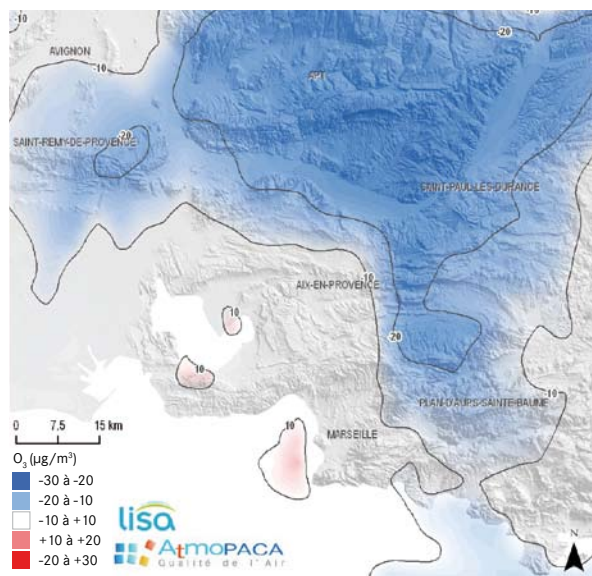 -10
-20
-20
AVIGNON
-10
APT
-20
SAINT-REMY-DE-PROVENCE
SAINT-PAUL-LES-DURANCE
-10
AIX-EN-PROVENCE
10
-20
10
-10
PLAN-D'AUPS-SAINTE-BAUME
10
MARSEILLE
0 7.5 15 km
O₃ (µg/m³)
-30 à -20
-20 à -10
-10 à +10
+10 à +20
-20 à +30
lisa
AtmoPACA
Qualité de l'Air
N